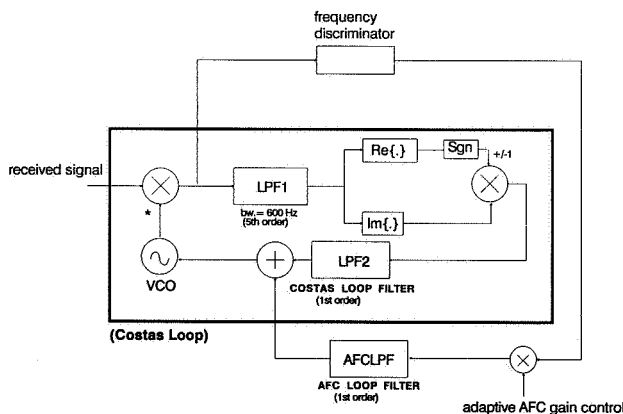 frequency
discriminator
Re{.}
Sgn
+/-1
received signal
LPF1
bw.= 600 Hz
(5th order)
*
Im{.}
VCO
LPF2
COSTAS LOOP FILTER
(1st order)
(Costas Loop)
AFCLPF
AFC LOOP FILTER
(1st order)
adaptive AFC gain control